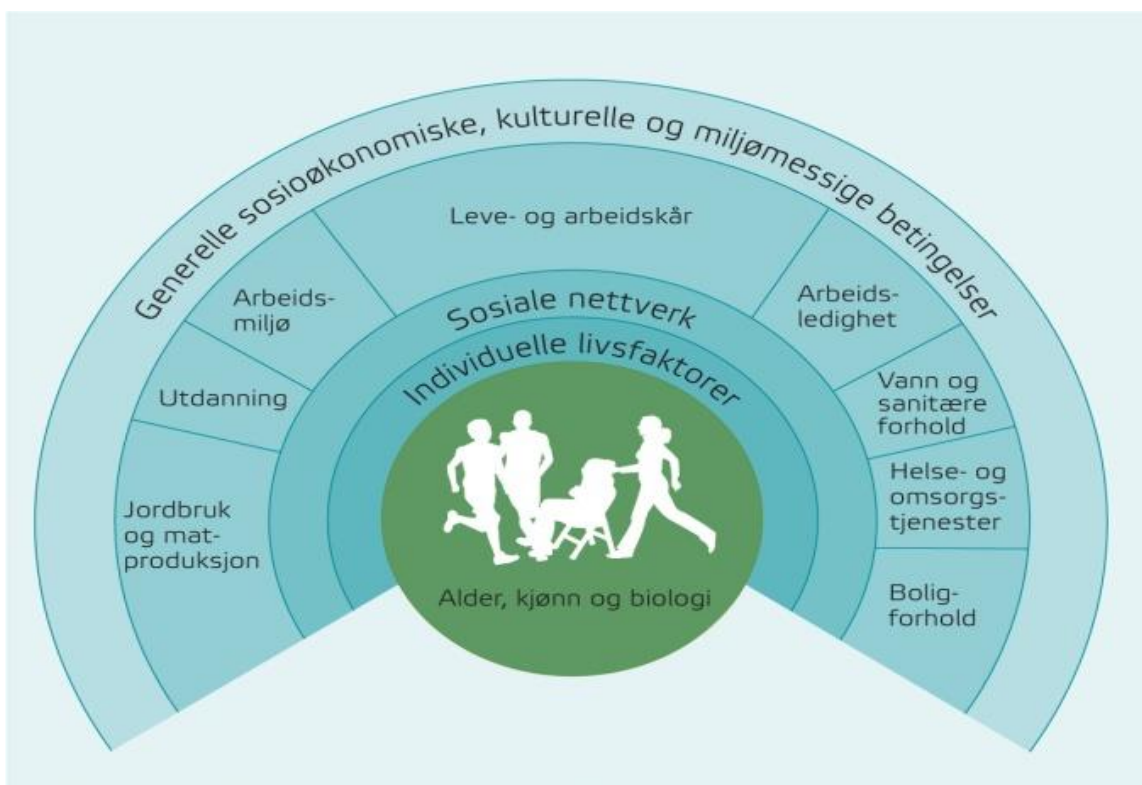 Generelle sosioøkonomiske, kulturelle og miljømessige betingelser
Leve- og arbeidskår
Arbeids-
miljø
Utdanning
Jordbruk
og mat-
produksjon
Arbeids-
ledighet
Vann og
sanitære
forhold
Helse- og
omsorgs-
tjenester
Bolig-
forhold
Sosiale nettverk
Individuelle livsfaktorer
Alder, kjønn og biologi